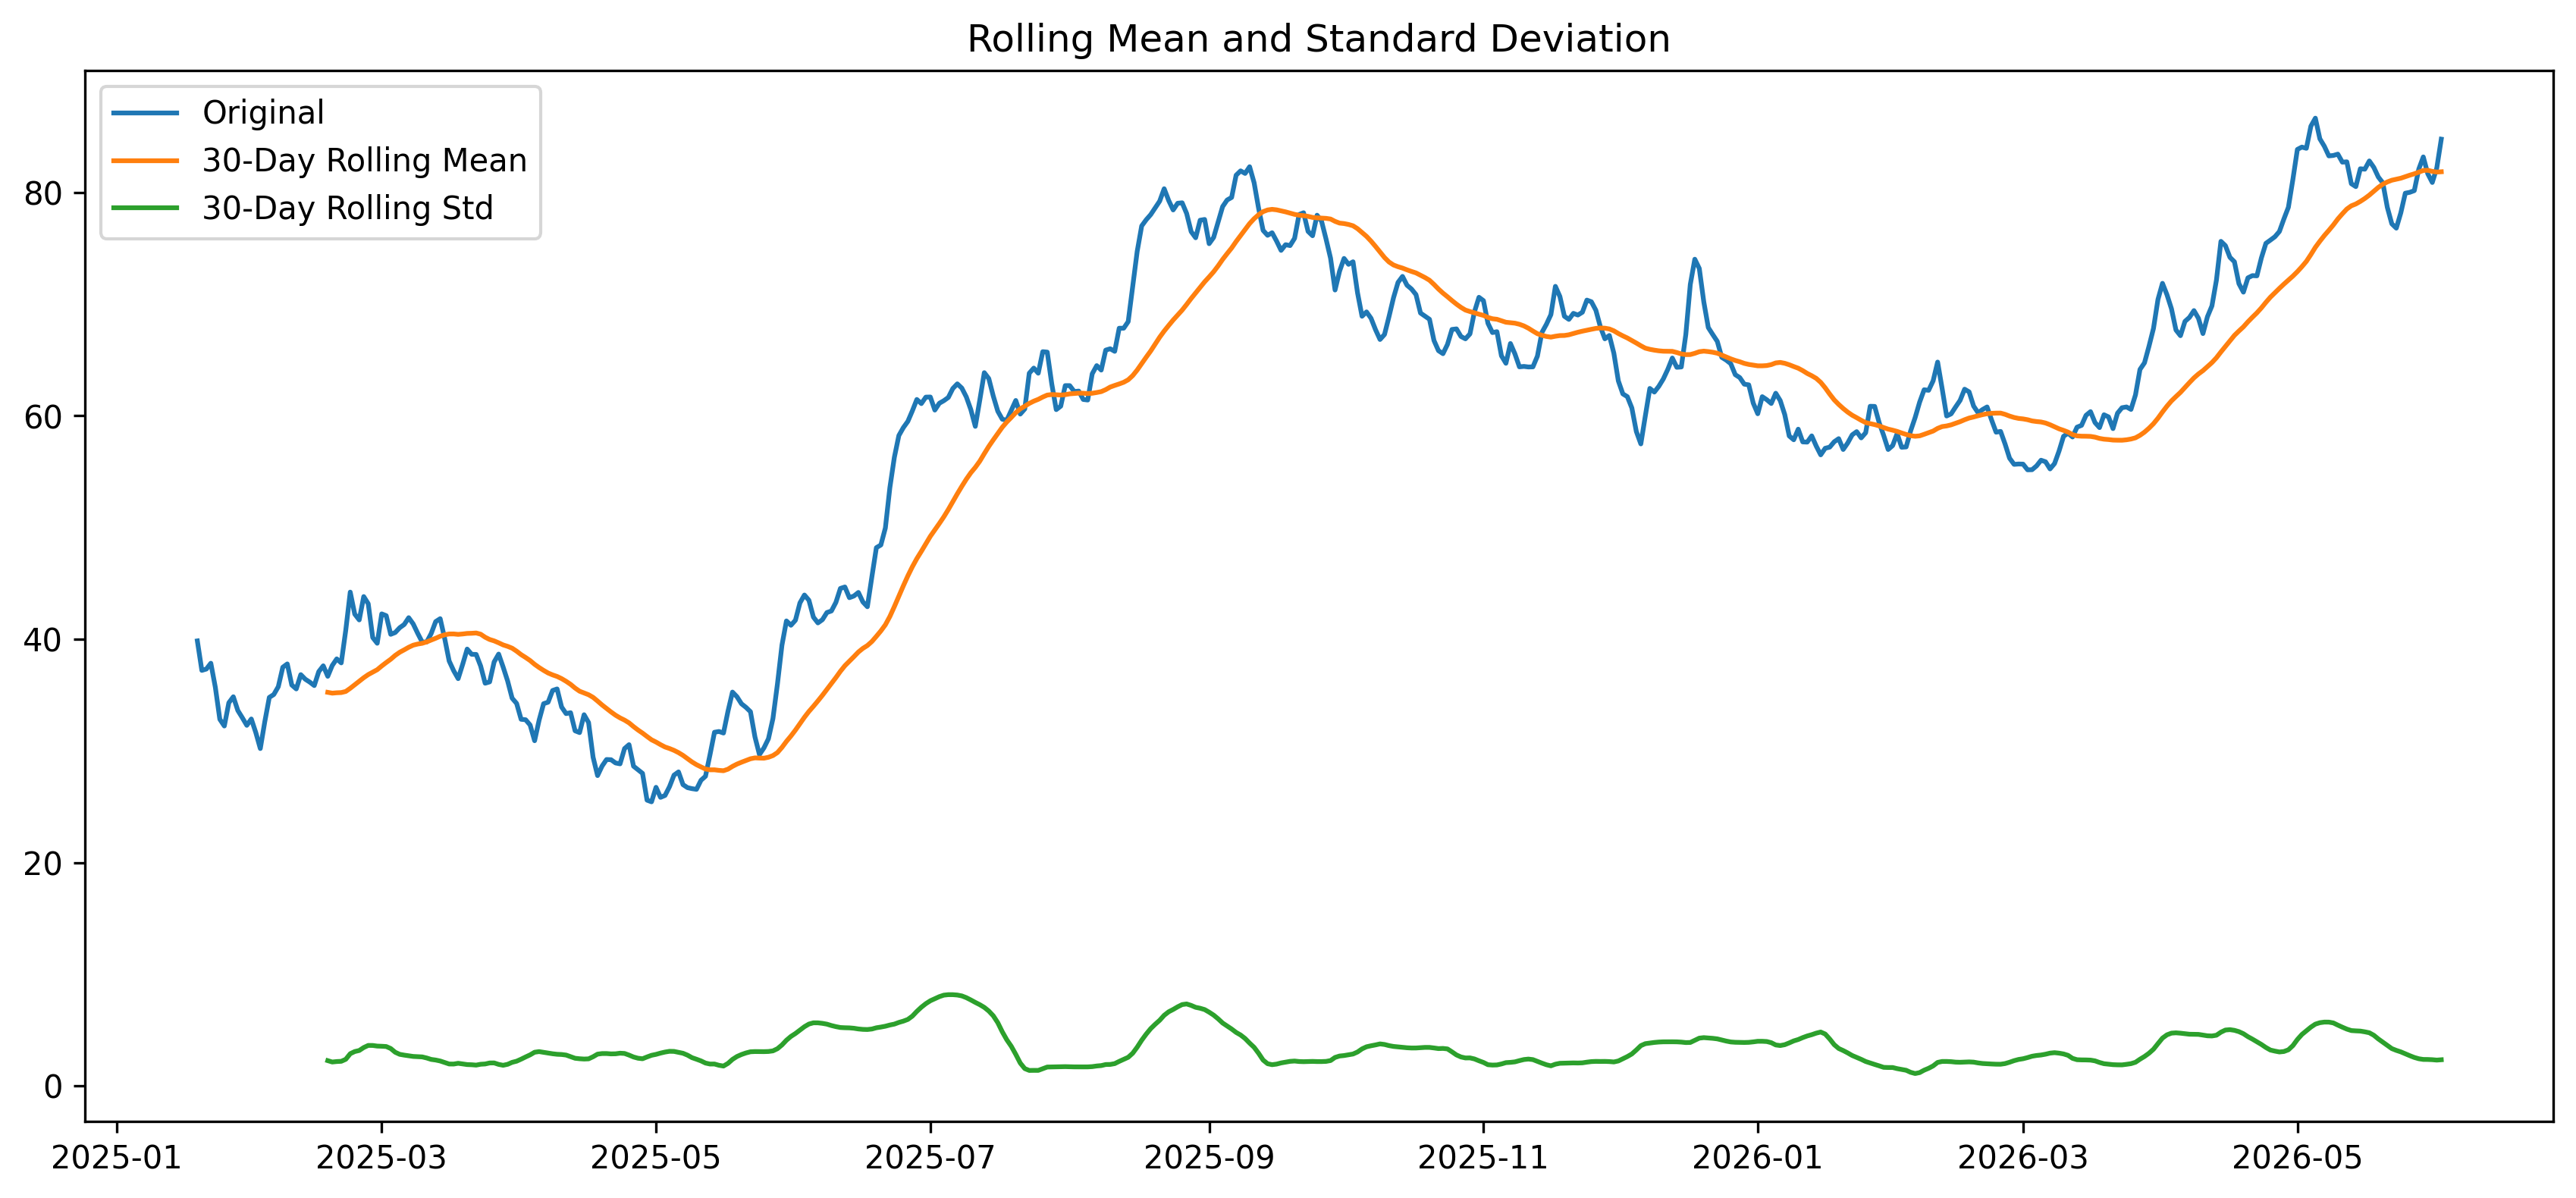 Rolling Mean and Standard Deviation
Original
30-Day Rolling Mean
30-Day Rolling Std
80
60
40
20
0
2025-01 2025-03 2025-05 2025-07 2025-09 2025-11 2026-01 2026-03 2026-05